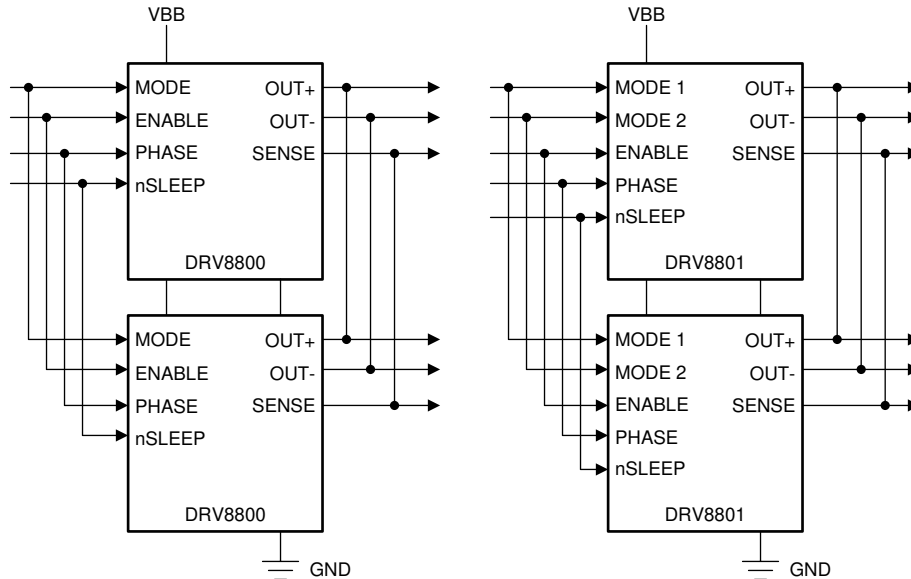 VBB
MODE
ENABLE
PHASE
nSLEEP
OUT+
OUT-
SENSE
DRV8800
MODE
ENABLE
PHASE
nSLEEP
OUT+
OUT-
SENSE
DRV8800
GND
VBB
MODE 1
MODE 2
ENABLE
PHASE
nSLEEP
OUT+
OUT-
SENSE
DRV8801
MODE 1
MODE 2
ENABLE
PHASE
nSLEEP
OUT+
OUT-
SENSE
DRV8801
GND